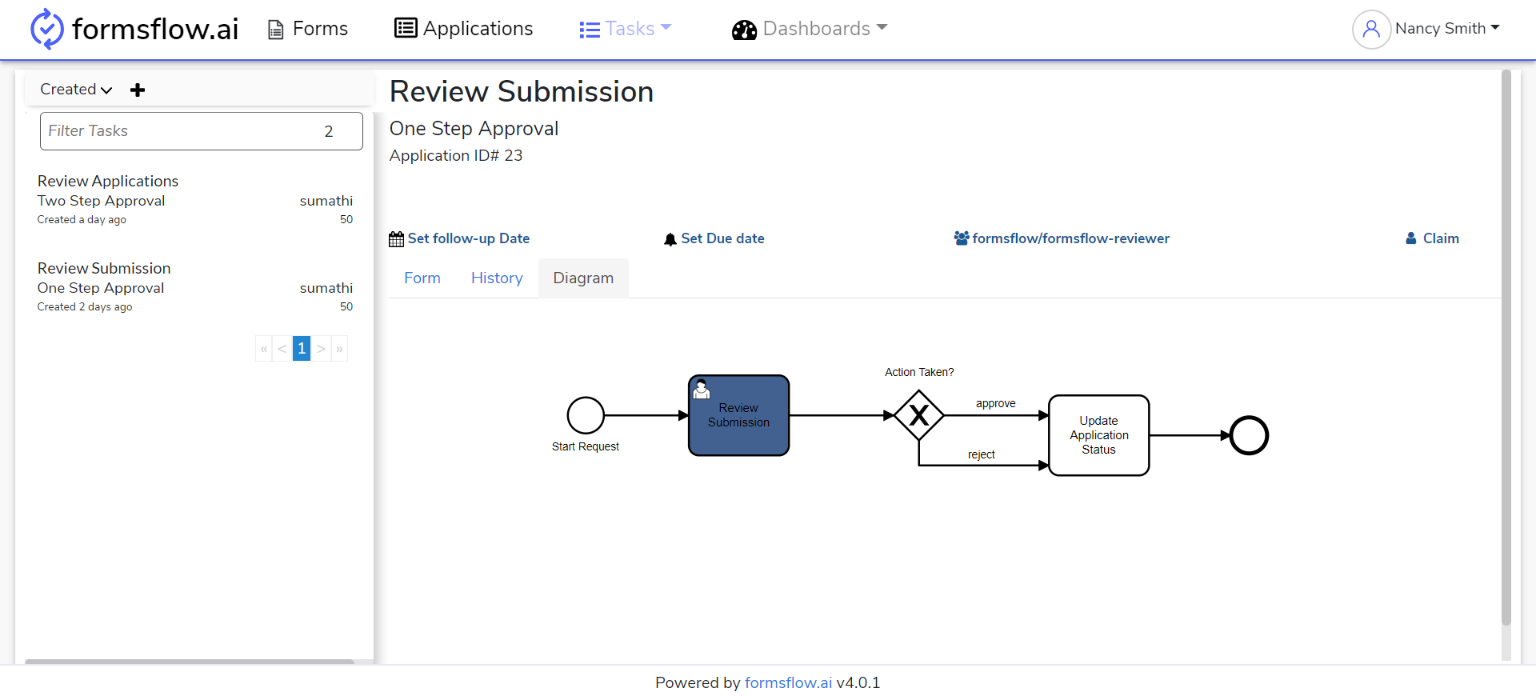 formsflow.ai Forms Applications Tasks Dashboards Nancy Smith
Created
Filter Tasks 2
Review Applications
Two Step Approval sumathi
Created a day ago 50
Review Submission
One Step Approval sumathi
Created 2 days ago 50
« < 1 > »
Review Submission
One Step Approval
Application ID# 23
Set follow-up Date Set Due date formsflow/formsflow-reviewer Claim
Form History Diagram
Start Request
Review
Submission
Action Taken?
X
approve
reject
Update
Application
Status
Powered by formsflow.ai v4.0.1